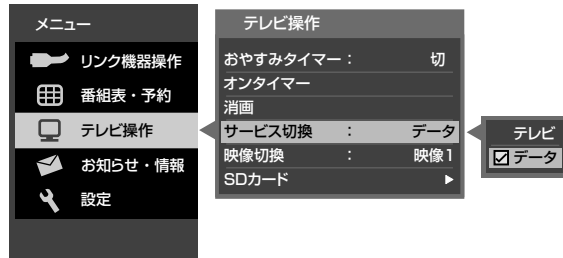 メニュー
リンク機器操作
番組表・予約
テレビ操作
お知らせ・情報
設定
テレビ操作
おやすみタイマー： 切
オンタイマー
消画
サービス切換 ： データ
映像切換 ： 映像1
SDカード
テレビ
データ